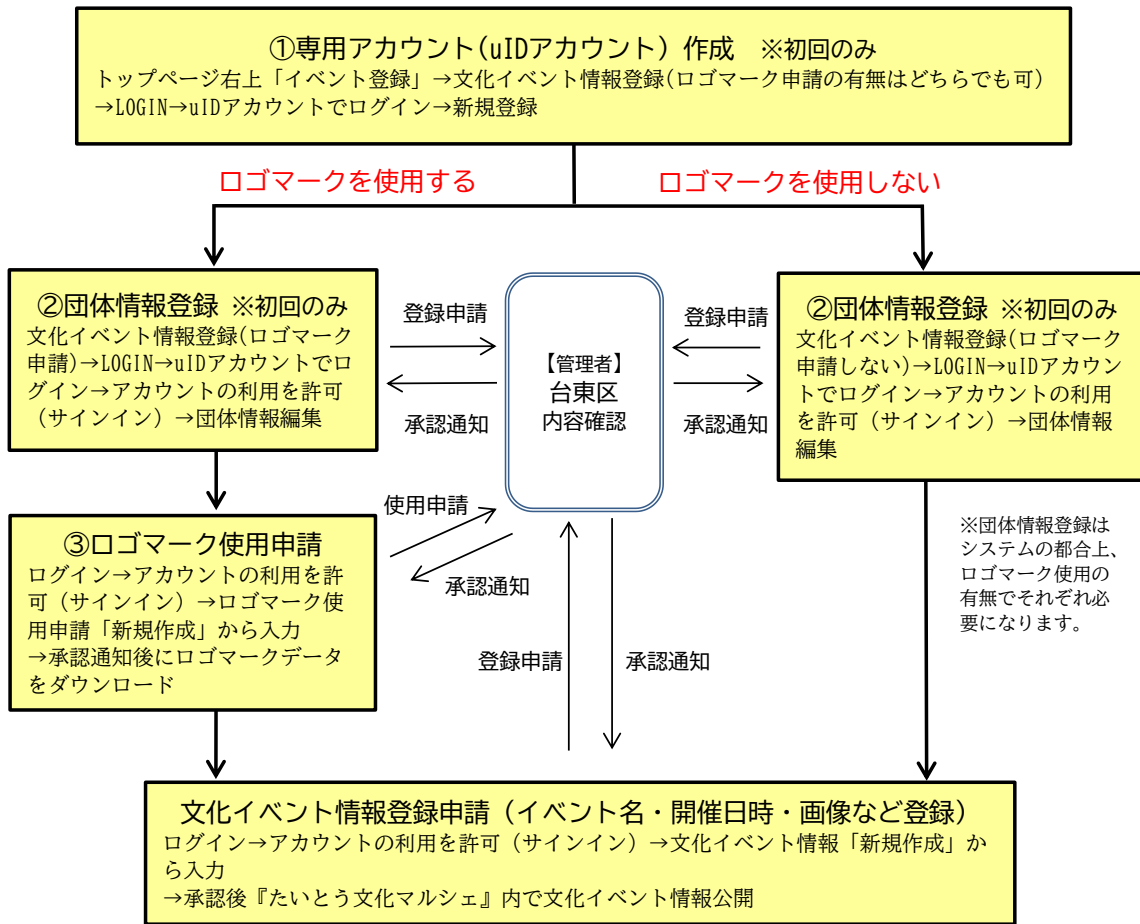 ①専用アカウント(uIDアカウント) 作成　※初回のみ
トップページ右上「イベント登録」→文化イベント情報登録(ロゴマーク申請の有無はどちらでも可)
→LOGIN→uIDアカウントでログイン→新規登録
ロゴマークを使用する
ロゴマークを使用しない
②団体情報登録 ※初回のみ
文化イベント情報登録(ロゴマーク
申請)→LOGIN→uIDアカウントでロ
グイン→アカウントの利用を許可
（サインイン）→団体情報編集
登録申請
承認通知
【管理者】
台東区
内容確認
登録申請
承認通知
②団体情報登録 ※初回のみ
文化イベント情報登録(ロゴマーク
申請しない)→LOGIN→uIDアカウン
トでログイン→アカウントの利用
を許可（サインイン）→団体情報
編集
③ロゴマーク使用申請
ログイン→アカウントの利用を許
可（サインイン）→ロゴマーク使
用申請「新規作成」から入力
→承認通知後にロゴマークデータ
をダウンロード
使用申請
承認通知
登録申請
承認通知
※団体情報登録は
システムの都合上、
ロゴマーク使用の
有無でそれぞれ必
要になります。
文化イベント情報登録申請（イベント名・開催日時・画像など登録）
ログイン→アカウントの利用を許可（サインイン）→文化イベント情報「新規作成」か
ら入力
→承認後『たいとう文化マルシェ』内で文化イベント情報公開